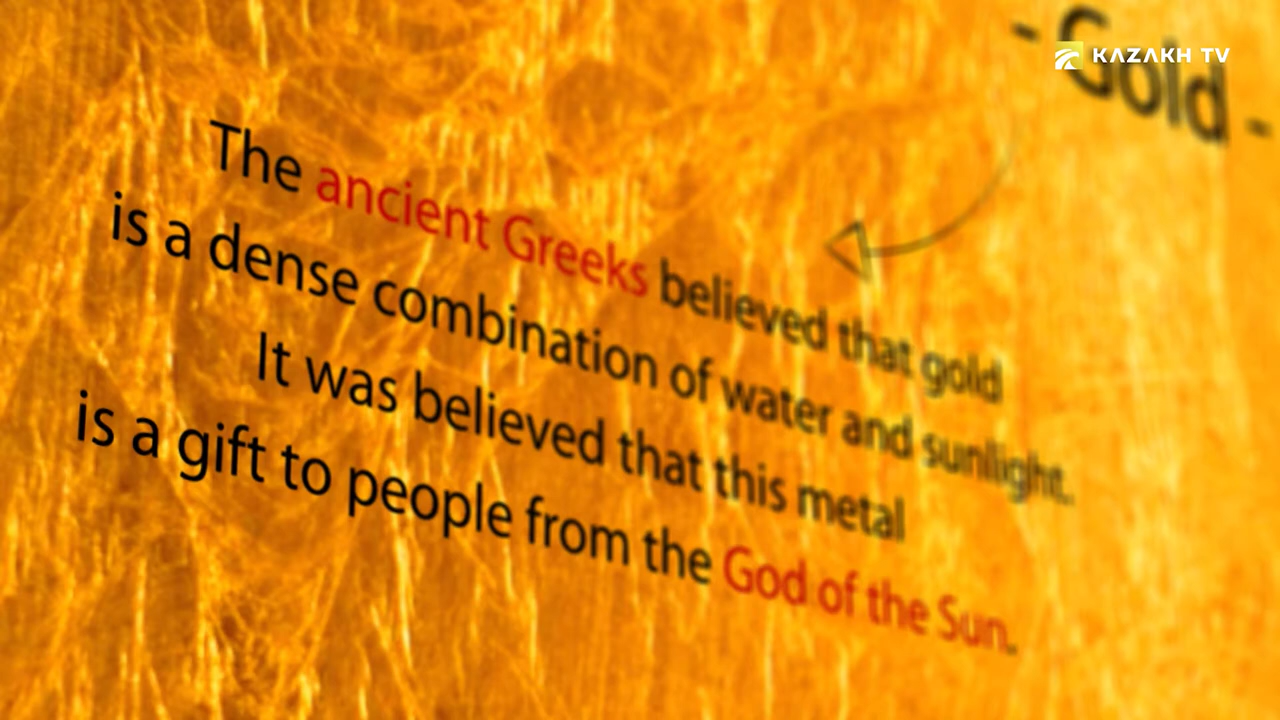 - Gold -
KAZAKH TV
The ancient Greeks believed that gold
is a dense combination of water and sunlight.
It was believed that this metal
is a gift to people from the God of the Sun.